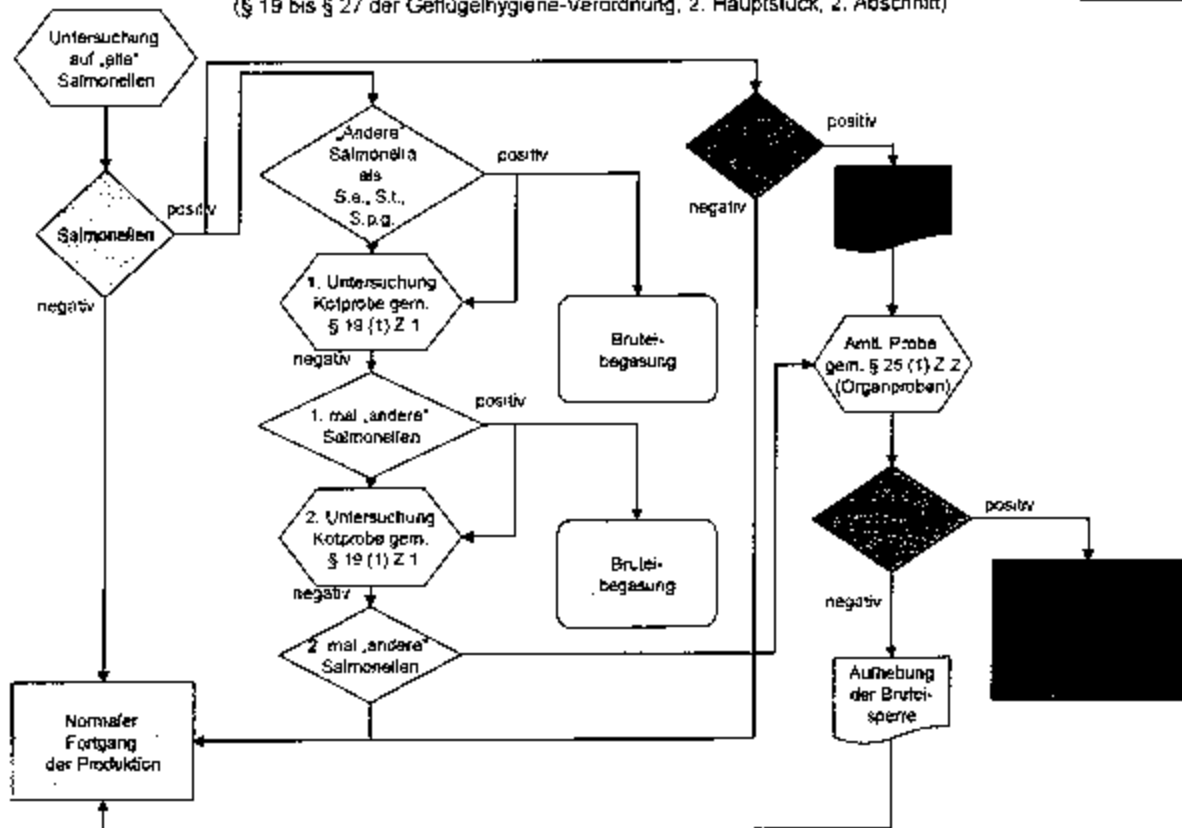 (§ 19 bis § 27 der Geflügelhygiene-Verordnung, 2. Hauptstück, 2. Abschnitt)
Untersuchung
auf „alle“
Salmonellen
Salmonellen
positiv
negativ
„Andere“
Salmonella
als
S.e., S.t.,
S.p.g.
positiv
1. Untersuchung
Kotprobe gem.
§ 19 (1) Z 1
negativ
Brutei-
begasung
1. mal „andere“
Salmonellen
positiv
2. Untersuchung
Kotprobe gem.
§ 19 (1) Z 1
negativ
Brutei-
begasung
2. mal „andere“
Salmonellen
positiv
negativ
Amtl. Probe
gem. § 25 (1) Z 2
(Organproben)
positiv
negativ
Aufhebung
der Brutei-
sperre
Normaler
Fortgang
der Produktion